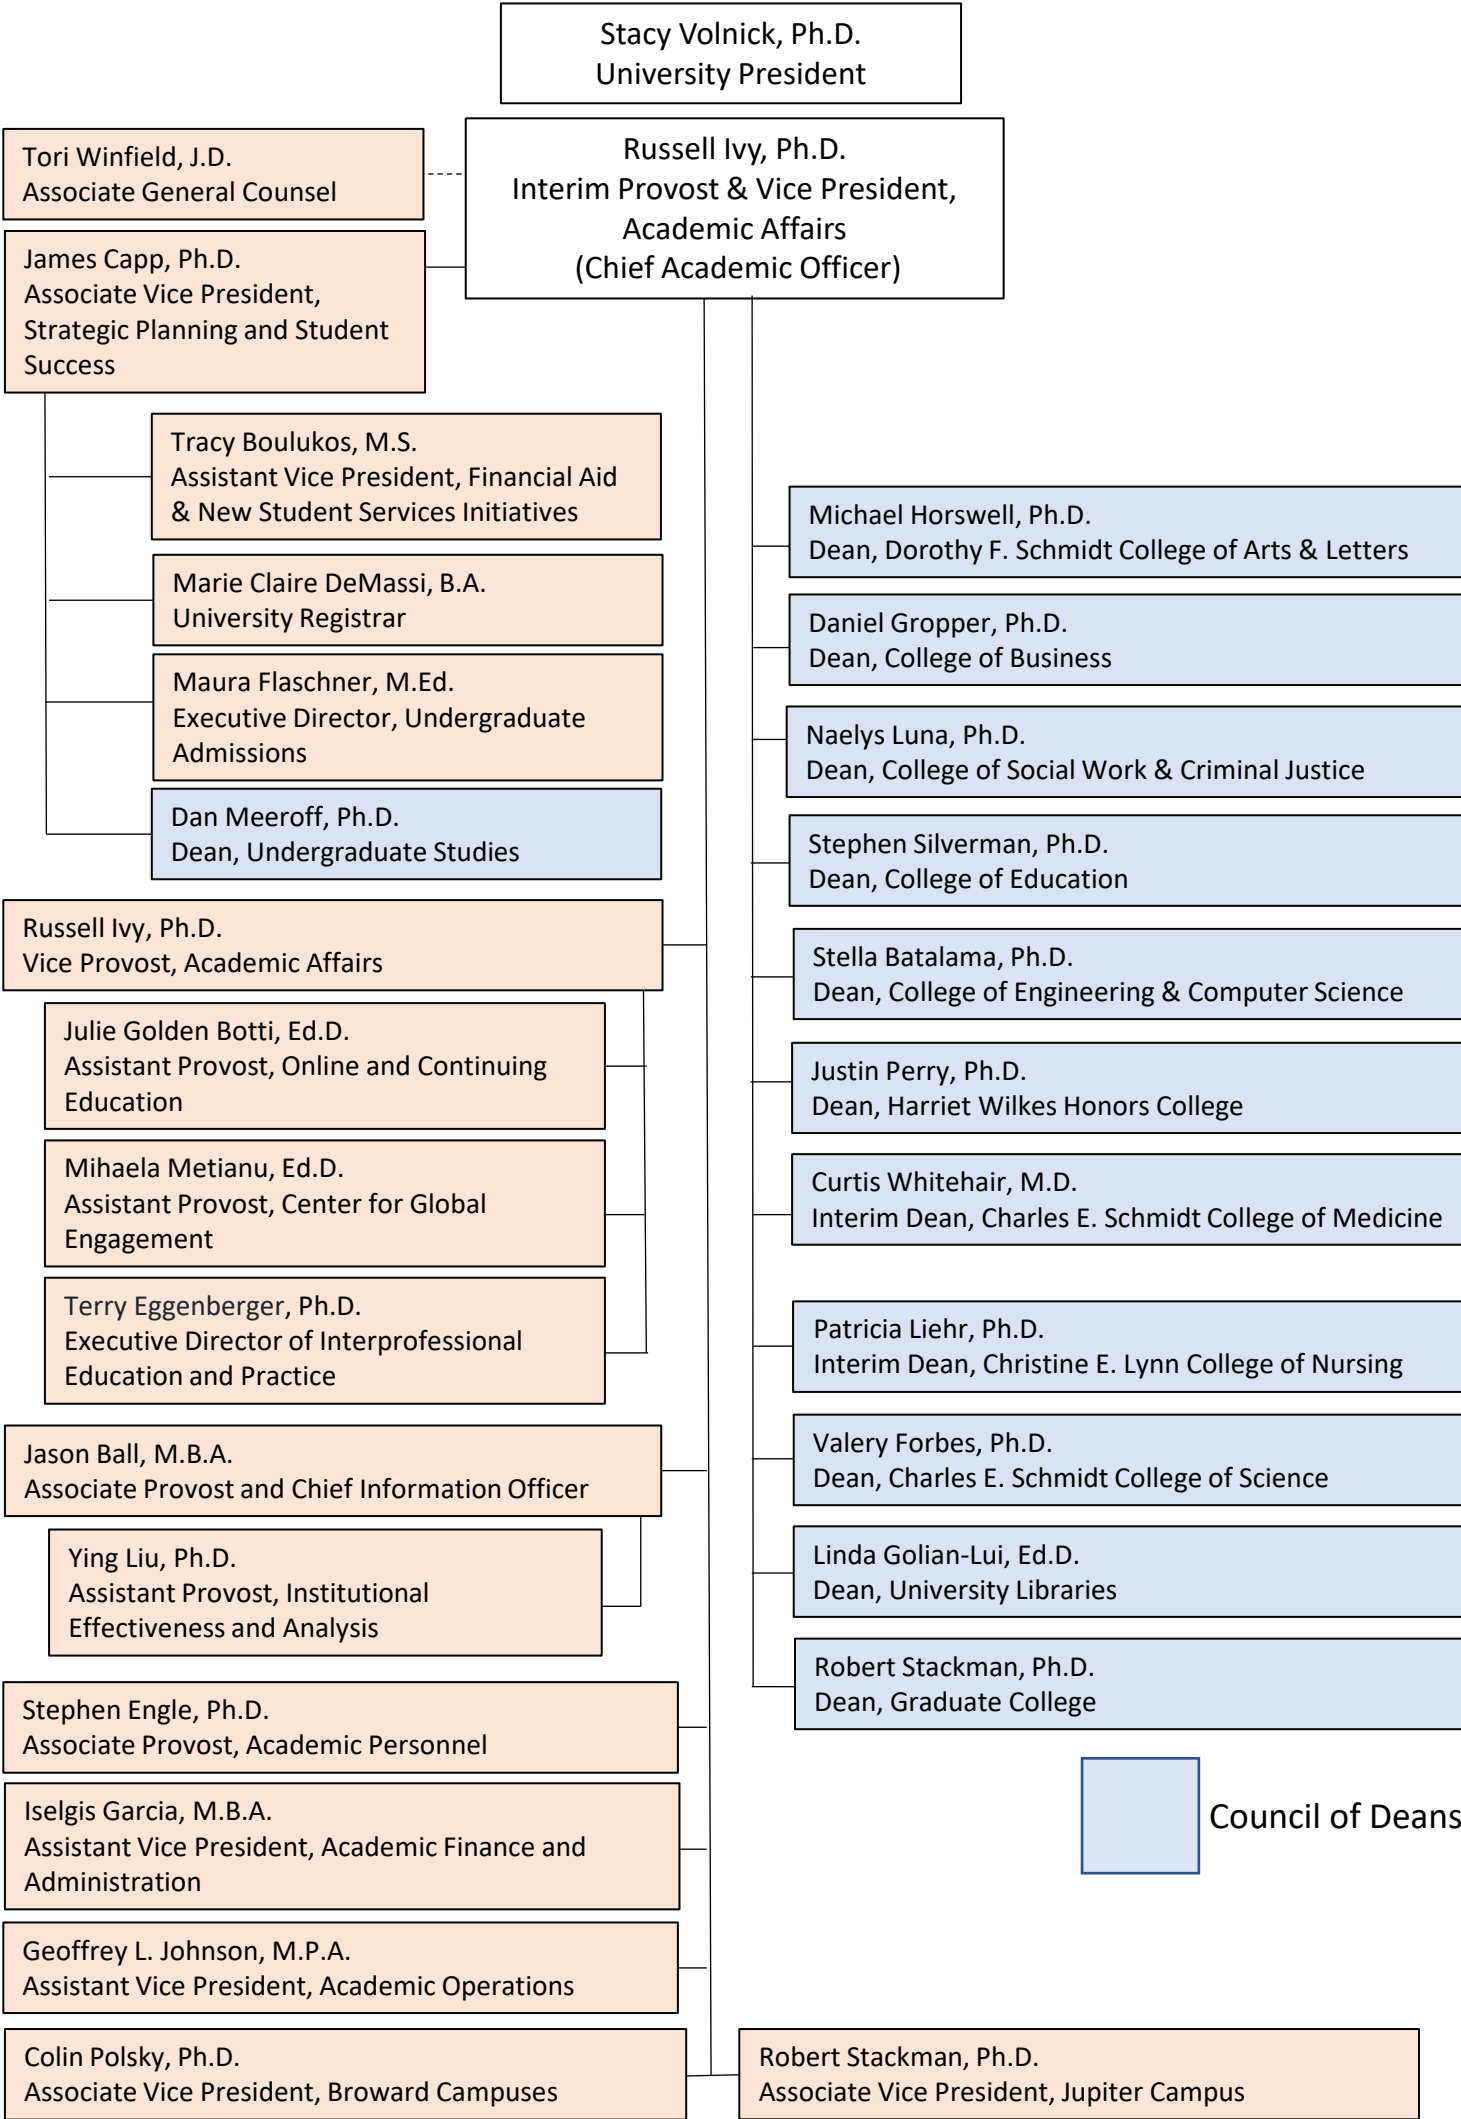 Stacy Volnick, Ph.D.
University President
Tori Winfield, J.D.
Associate General Counsel
Russell Ivy, Ph.D.
Interim Provost & Vice President,
Academic Affairs
(Chief Academic Officer)
James Capp, Ph.D.
Associate Vice President,
Strategic Planning and Student
Success
Tracy Boulukos, M.S.
Assistant Vice President, Financial Aid
& New Student Services Initiatives
Marie Claire DeMassi, B.A.
University Registrar
Maura Flaschner, M.Ed.
Executive Director, Undergraduate
Admissions
Dan Meeroff, Ph.D.
Dean, Undergraduate Studies
Russell Ivy, Ph.D.
Vice Provost, Academic Affairs
Julie Golden Botti, Ed.D.
Assistant Provost, Online and Continuing
Education
Mihaela Metianu, Ed.D.
Assistant Provost, Center for Global
Engagement
Terry Eggenberger, Ph.D.
Executive Director of Interprofessional
Education and Practice
Jason Ball, M.B.A.
Associate Provost and Chief Information Officer
Ying Liu, Ph.D.
Assistant Provost, Institutional
Effectiveness and Analysis
Stephen Engle, Ph.D.
Associate Provost, Academic Personnel
Iselgis Garcia, M.B.A.
Assistant Vice President, Academic Finance and
Administration
Geoffrey L. Johnson, M.P.A.
Assistant Vice President, Academic Operations
Colin Polsky, Ph.D.
Associate Vice President, Broward Campuses
Michael Horswell, Ph.D.
Dean, Dorothy F. Schmidt College of Arts & Letters
Daniel Gropper, Ph.D.
Dean, College of Business
Naelys Luna, Ph.D.
Dean, College of Social Work & Criminal Justice
Stephen Silverman, Ph.D.
Dean, College of Education
Stella Batalama, Ph.D.
Dean, College of Engineering & Computer Science
Justin Perry, Ph.D.
Dean, Harriet Wilkes Honors College
Curtis Whitehair, M.D.
Interim Dean, Charles E. Schmidt College of Medicine
Patricia Liehr, Ph.D.
Interim Dean, Christine E. Lynn College of Nursing
Valery Forbes, Ph.D.
Dean, Charles E. Schmidt College of Science
Linda Golian-Lui, Ed.D.
Dean, University Libraries
Robert Stackman, Ph.D.
Dean, Graduate College
Council of Deans
Robert Stackman, Ph.D.
Associate Vice President, Jupiter Campus